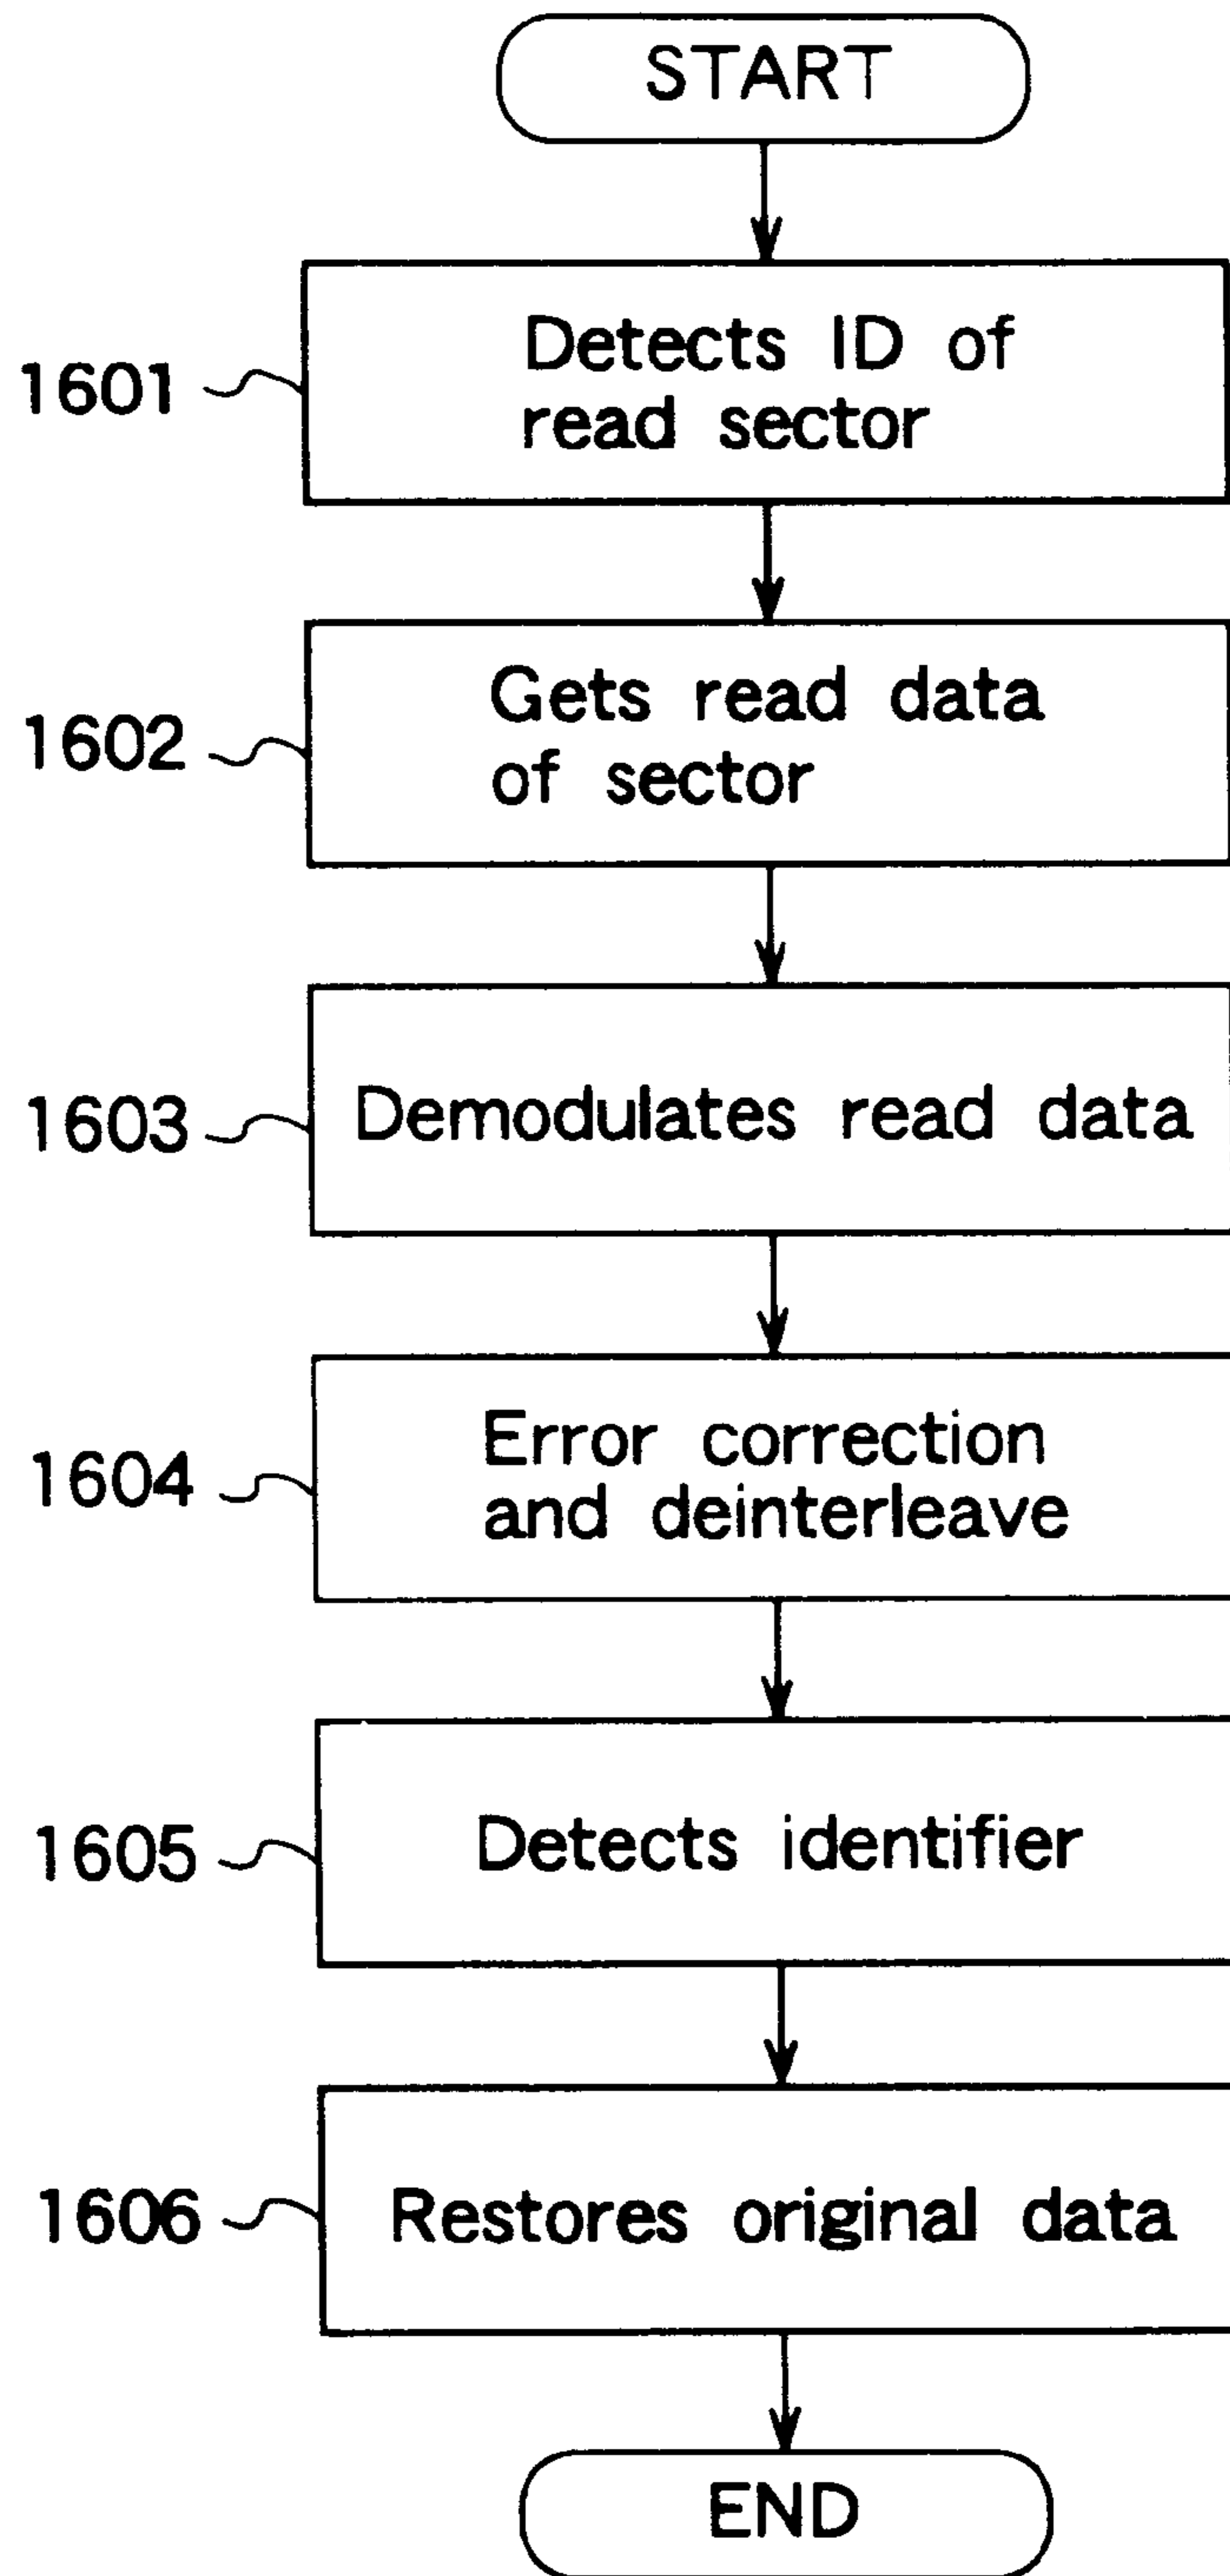 START
1601
Detects ID of
read sector
1602
Gets read data
of sector
1603
Demodulates read data
1604
Error correction
and deinterleave
1605
Detects identifier
1606
Restores original data
END